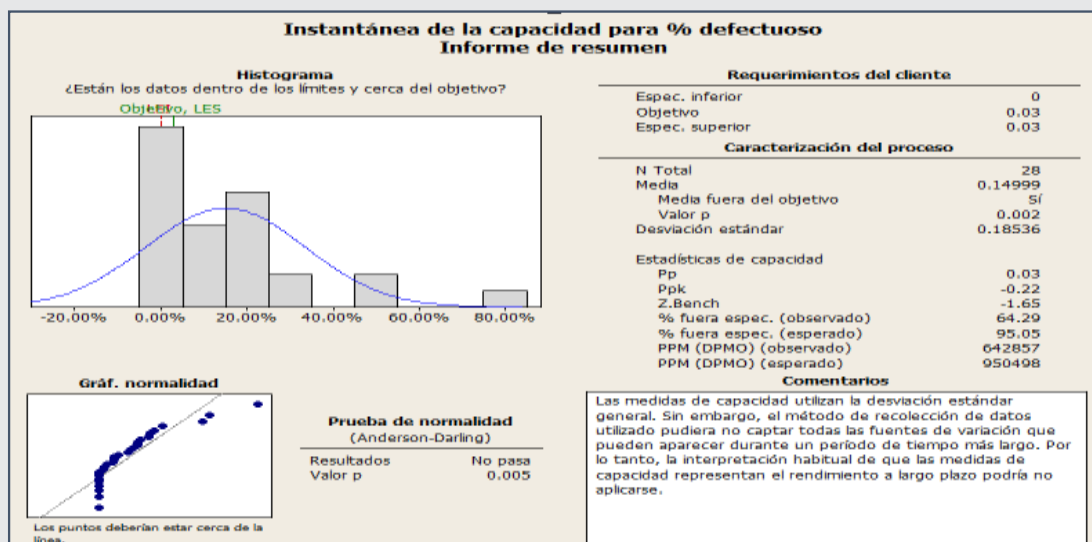 Instantánea de la capacidad para % defectuoso
Informe de resumen
Histograma
¿Están los datos dentro de los límites y cerca del objetivo?
Objetivo, LES
-20.00% 0.00% 20.00% 40.00% 60.00% 80.00%
Requerimientos del cliente
Espec. inferior 0
Objetivo 0.03
Espec. superior 0.03
Caracterización del proceso
N Total 28
Media 0.14999
Media fuera del objetivo Sí
Valor p 0.002
Desviación estándar 0.18536
Estadísticas de capacidad
Pp 0.03
Ppk -0.22
Z.Bench -1.65
% fuera espec. (observado) 64.29
% fuera espec. (esperado) 95.05
PPM (DPMO) (observado) 642857
PPM (DPMO) (esperado) 950498
Gráf. normalidad
Los puntos deberían estar cerca de la
línea.
Prueba de normalidad
(Anderson-Darling)
Resultados No pasa
Valor p 0.005
Comentarios
Las medidas de capacidad utilizan la desviación estándar
general. Sin embargo, el método de recolección de datos
utilizado pudiera no captar todas las fuentes de variación que
pueden aparecer durante un período de tiempo más largo. Por
lo tanto, la interpretación habitual de que las medidas de
capacidad representan el rendimiento a largo plazo podría no
aplicarse.